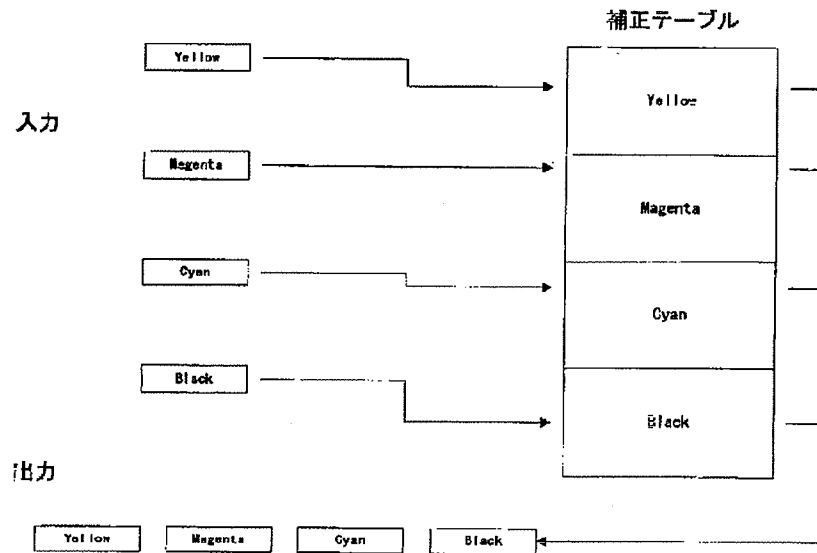 補正テーブル
Yellow
Yellow
入力
Magenta
Magenta
Cyan
Cyan
Black
Black
出力
Yellow Magenta Cyan Black